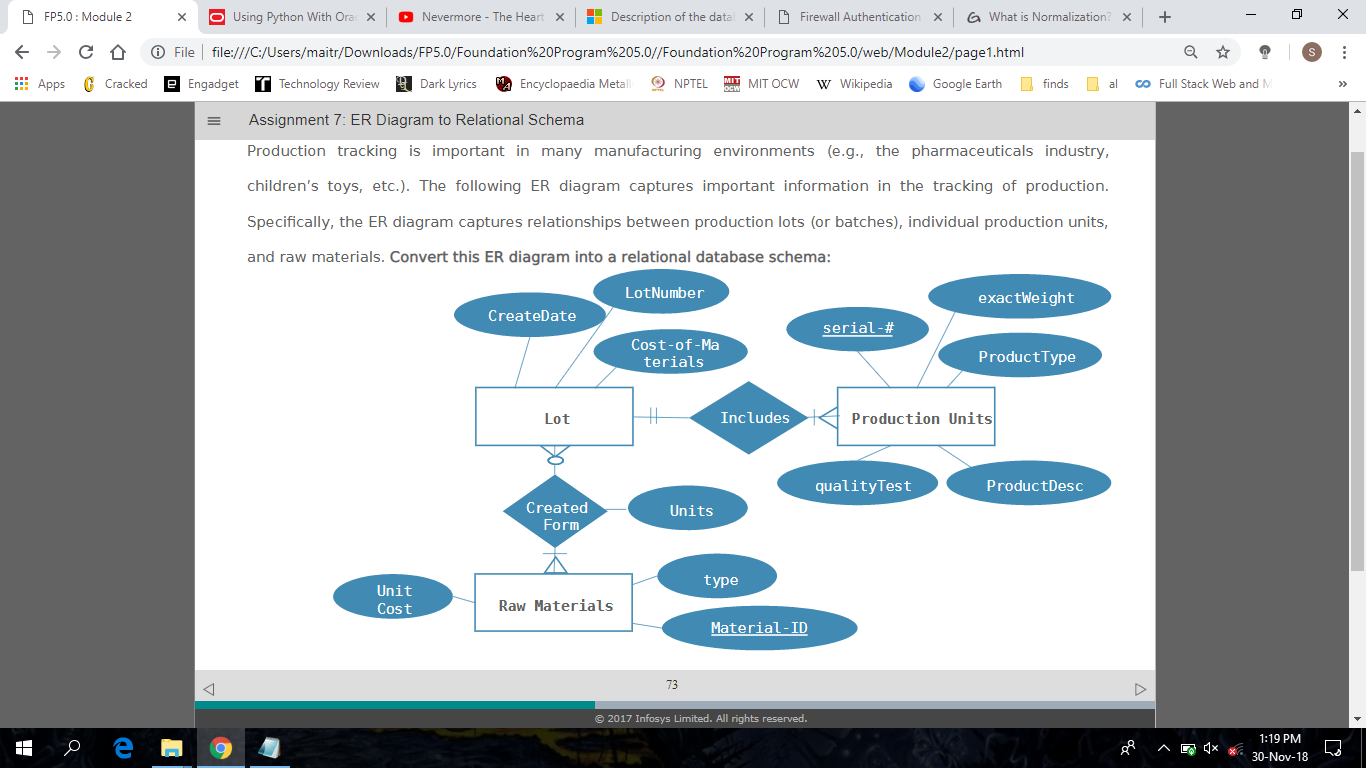 FP5.0 : Module 2
Using Python With Orac
Nevermore - The Heart
Description of the datal
Firewall Authentication
What is Normalization?
File
file:///C:/Users/maitr/Downloads/FP5.0/Foundation%20Program%205.0//Foundation%20Program%205.0/web/Module2/page1.html
S
Apps
Cracked
Engadget
Technology Review
Dark Lyrics
Encyclopaedia Metall
NPTEL
MIT OCW
Wikipedia
Google Earth
finds
al
Full Stack Web and M
»
Assignment 7: ER Diagram to Relational Schema
Production tracking is important in many manufacturing environments (e.g., the pharmaceuticals industry,
children’s toys, etc.). The following ER diagram captures important information in the tracking of production.
Specifically, the ER diagram captures relationships between production lots (or batches), individual production units,
and raw materials. Convert this ER diagram into a relational database schema:
LotNumber
CreateDate
Cost-of-Ma
terials
exactWeight
serial-#
ProductType
Lot
Includes
Production Units
qualityTest
ProductDesc
Created
Form
Units
Unit
Cost
Raw Materials
type
Material-ID
73
© 2017 Infosys Limited. All rights reserved.
1:19 PM
30-Nov-18